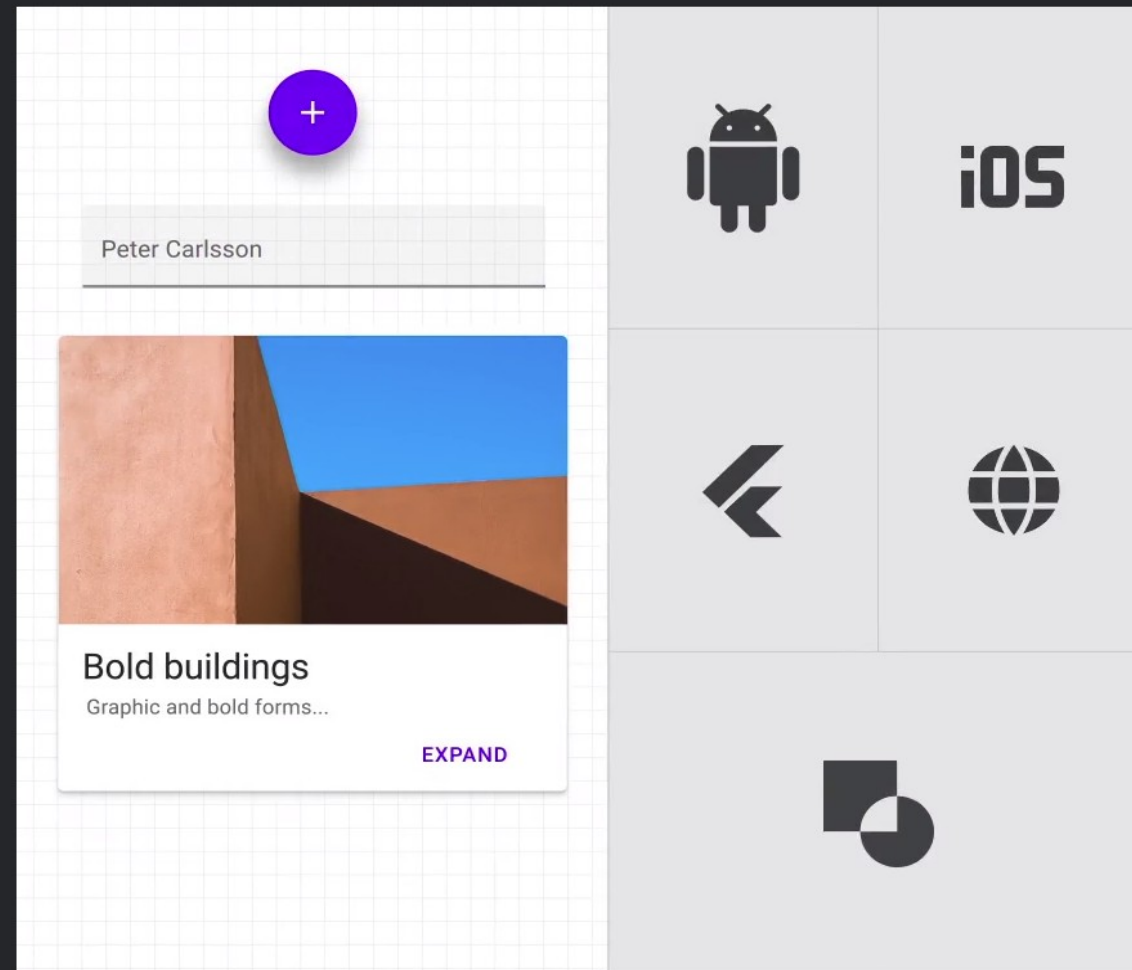 +
Peter Carlsson
iOS
Bold buildings
Graphic and bold forms...
EXPAND